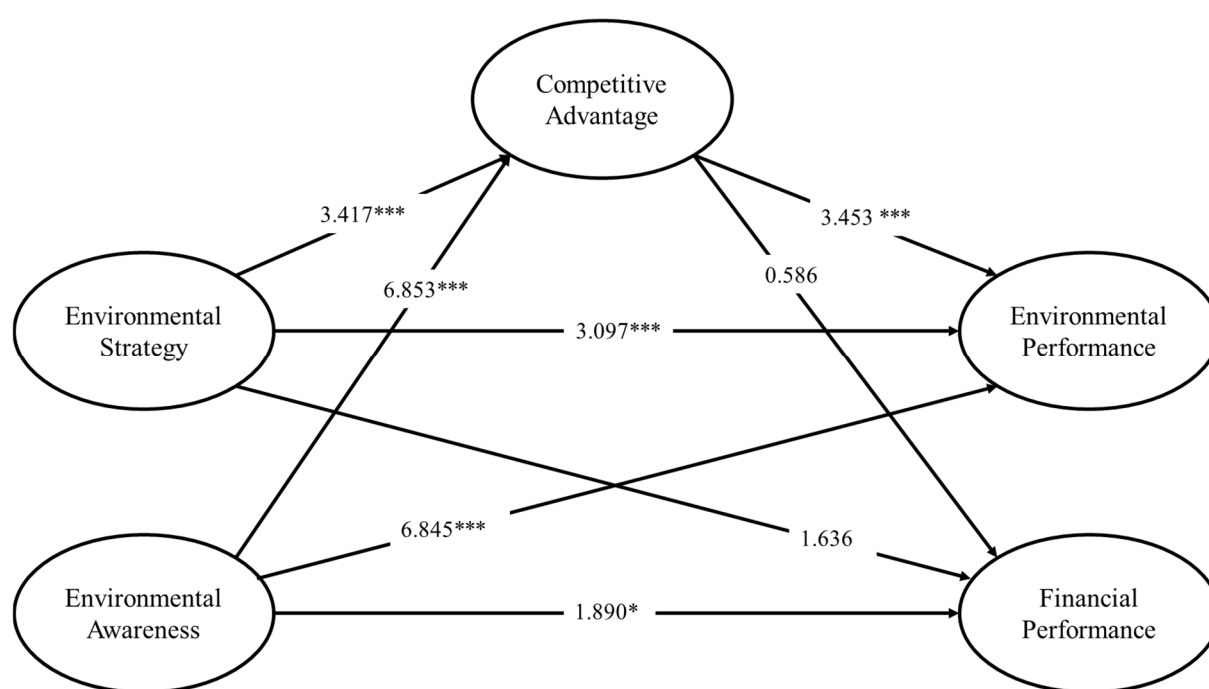 Competitive
Advantage
3.417***
3.453 ***
6.853***
0.586
Environmental
Strategy
3.097***
Environmental
Performance
6.845***
1.636
Environmental
Awareness
1.890*
Financial
Performance